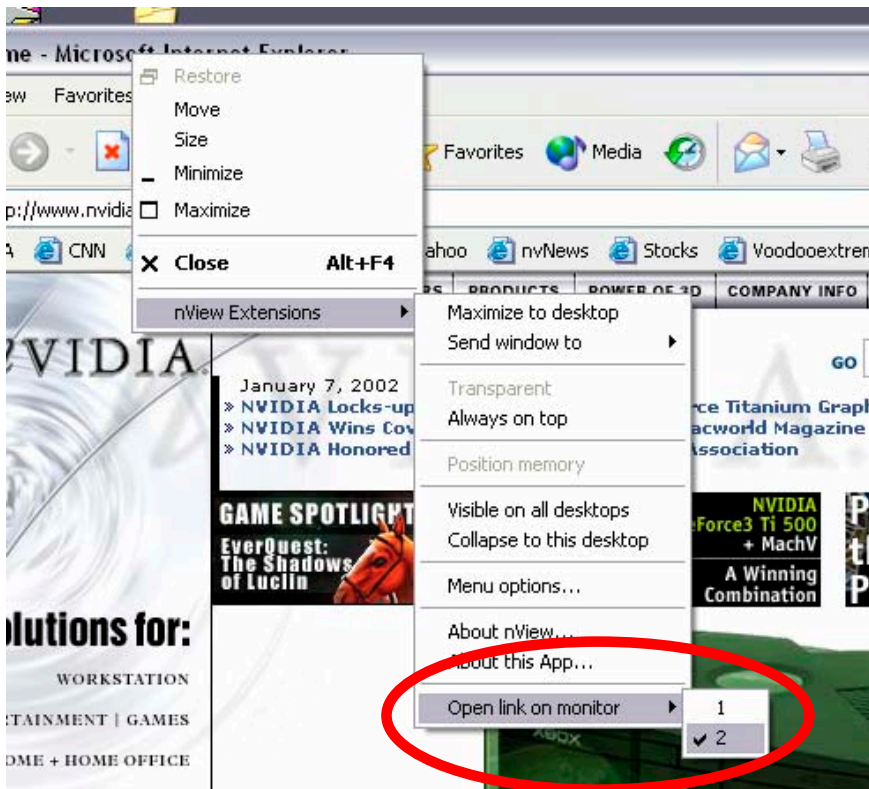 me - Microsoft Internet Explorer
ew Favorites
Restore
Move
Size
Minimize
Maximize
Close Alt+F4
nView Extensions
Favorites Media
p://www.nvidia
A CNN
ahoo nvNews Stocks Voodooextrem
RS PRODUCTS POWER OF 3D COMPANY INFO
Maximize to desktop
Send window to
Transparent
Always on top
Position memory
Visible on all desktops
Collapse to this desktop
Menu options...
About nView...
About this App...
Open link on monitor
1
2
VIDIA.
GO
January 7, 2002
» NVIDIA Locks-up
rce Titanium Graph
» NVIDIA Wins Cov
acworld Magazine
» NVIDIA Honored
Association
GAME SPOTLIGHT
EverQuest:
The Shadows
of Luclin
NVIDIA
eForce3 Ti 500
+ MachV
A Winning
Combination
P
t
P
olutions for:
WORKSTATION
RTAINMENT | GAMES
OME + HOME OFFICE
XBOX